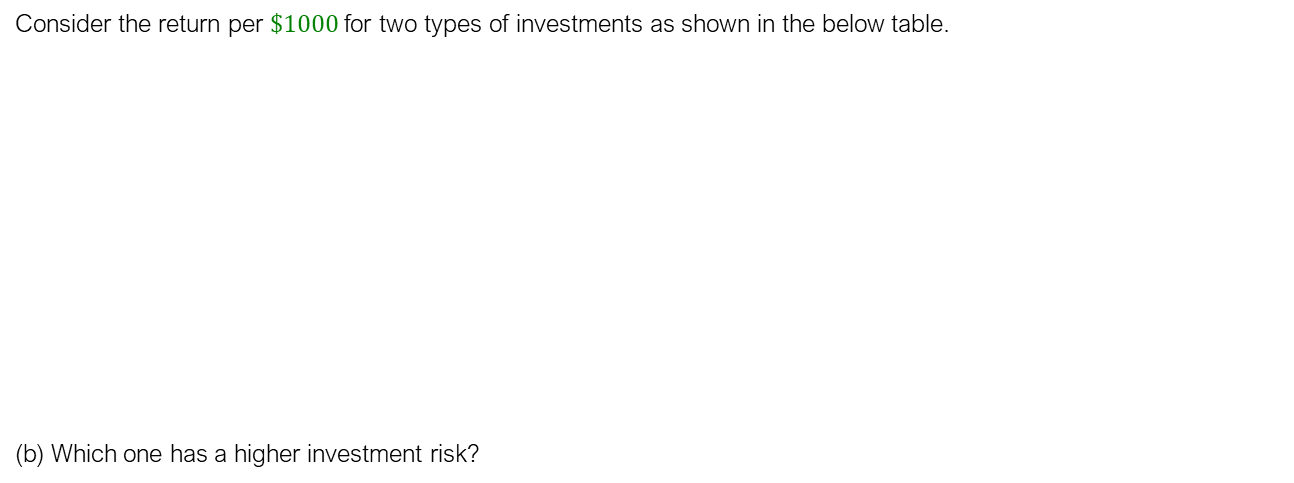 Consider the return per $1000 for two types of investments as shown in the below table.
(b) Which one has a higher investment risk?